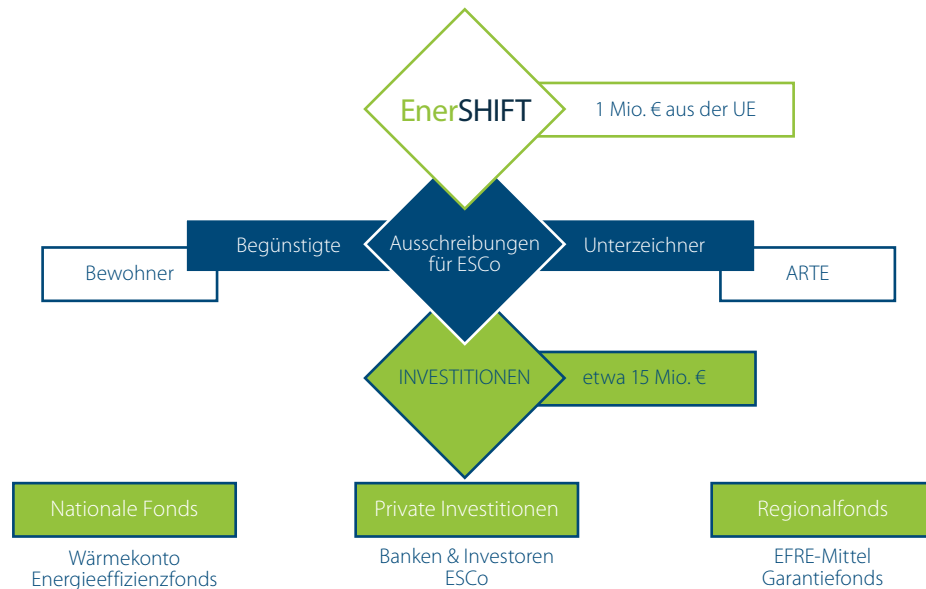 EnerSHIFT
1 Mio. € aus der UE
Begünstigte
Ausschreibungen
für ESCo
Unterzeichner
Bewohner
ARTE
INVESTITIONEN
etwa 15 Mio. €
Nationale Fonds
Wärmekonto
Energieeffizienzfonds
Private Investitionen
Banken & Investoren
ESCo
Regionalfonds
EFRE-Mittel
Garantiefonds